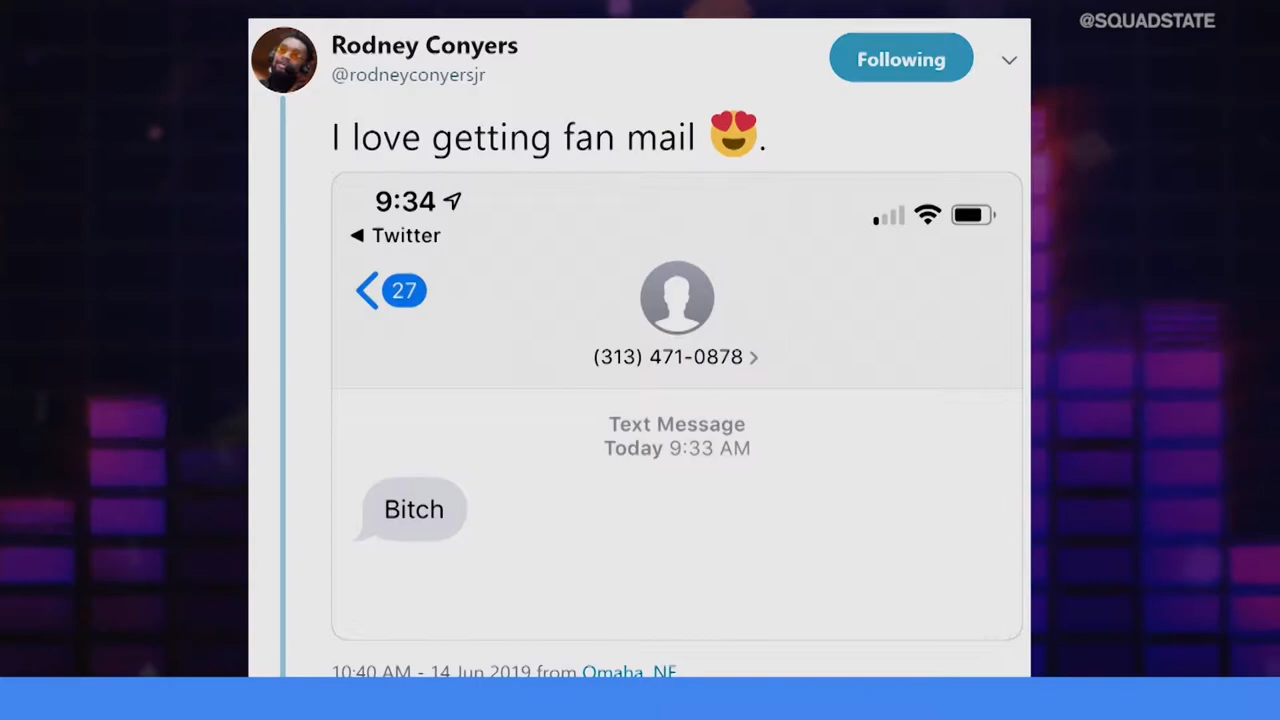 @SQUADSTATE
Rodney Conyers
@rodneyconyersjr
Following
I love getting fan mail 😍.
9:34
◀ Twitter
27
(313) 471-0878 >
Text Message
Today 9:33 AM
Bitch
10:40 AM - 14 Jun 2019 from Omaha, NE